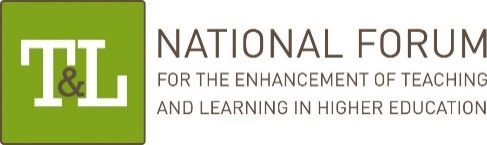 T&L
NATIONAL FORUM
FOR THE ENHANCEMENT OF TEACHING
AND LEARNING IN HIGHER EDUCATION